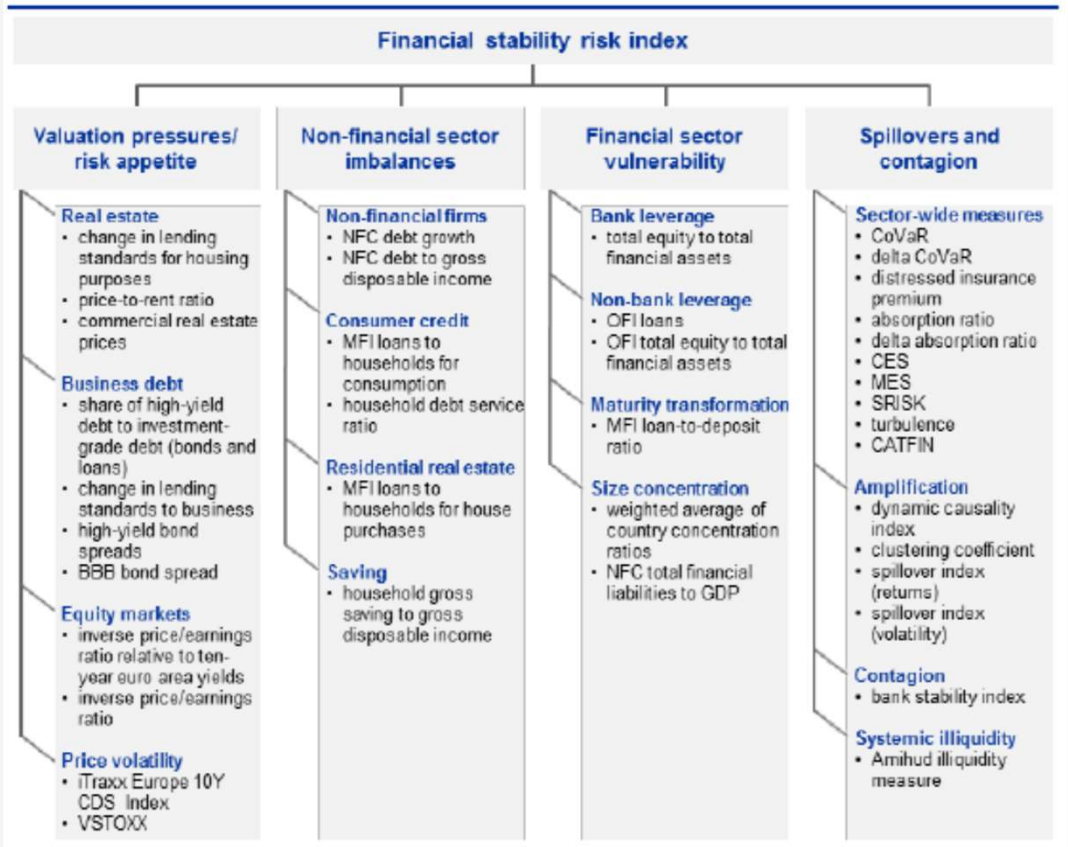 Financial stability risk index
Valuation pressures/
risk appetite
Real estate
• change in lending
standards for housing
purposes
• price-to-rent ratio
• commercial real estate
prices
Business debt
• share of high-yield
debt to investment-
grade debt (bonds and
loans)
• change in lending
standards to business
• high-yield bond
spreads
• BBB bond spread
Equity markets
• inverse price/earnings
ratio relative to ten-
year euro area yields
• inverse price/earnings
ratio
Price volatility
• iTraxx Europe 10Y
CDS Index
• VSTOXX
Non-financial sector
imbalances
Non-financial firms
• NFC debt growth
• NFC debt to gross
disposable income
Consumer credit
• MFI loans to
households for
consumption
• household debt service
ratio
Residential real estate
• MFI loans to
households for house
purchases
Saving
• household gross
saving to gross
disposable income
Financial sector
vulnerability
Bank leverage
• total equity to total
financial assets
Non-bank leverage
• OFI loans
• OFI total equity to total
financial assets
Maturity transformation
• MFI loan-to-deposit
ratio
Size concentration
• weighted average of
country concentration
ratios
• NFC total financial
liabilities to GDP
Spillovers and
contagion
Sector-wide measures
• CoVaR
• delta CoVaR
• distressed insurance
premium
• absorption ratio
• delta absorption ratio
• CES
• MES
• SRISK
• turbulence
• CATFIN
Amplification
• dynamic causality
index
• clustering coefficient
• spillover index
(returns)
• spillover index
(volatility)
Contagion
• bank stability index
Systemic illiquidity
• Amihud illiquidity
measure